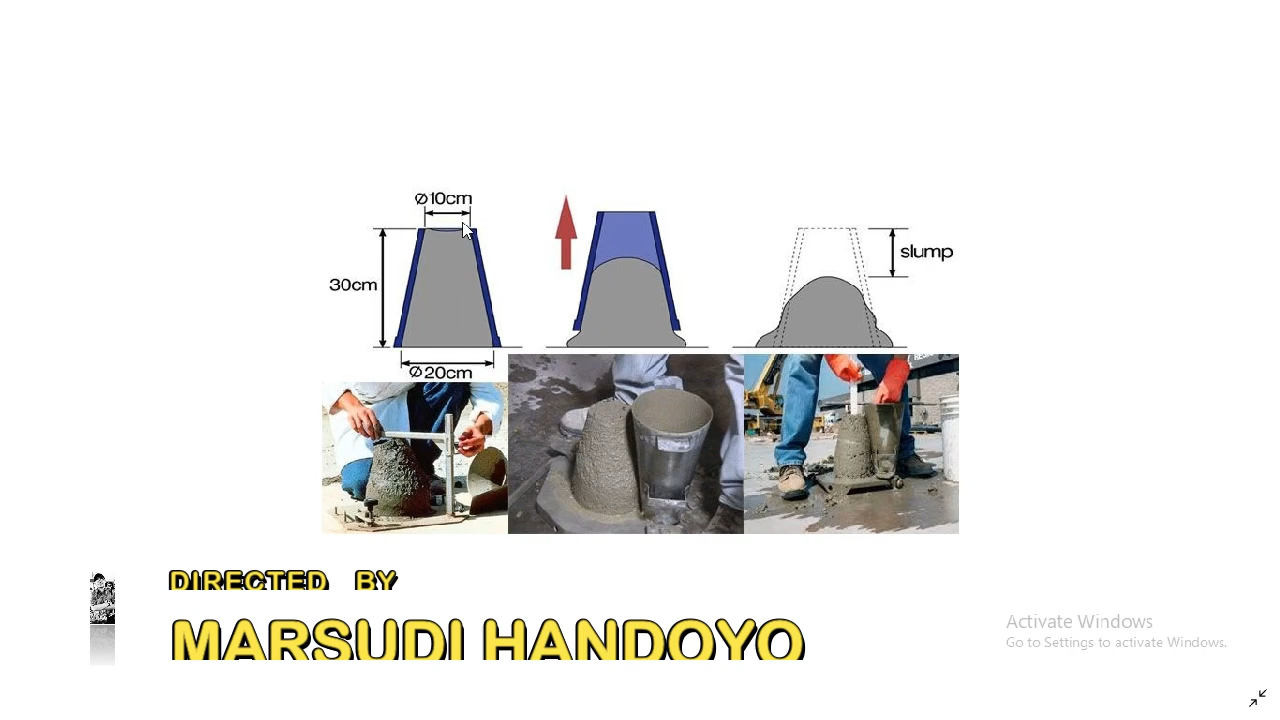 Ø10cm
30cm
slump
Ø20cm
DIRECTED BY
MARSUDI HANDOYO
Activate Windows
Go to Settings to activate Windows.